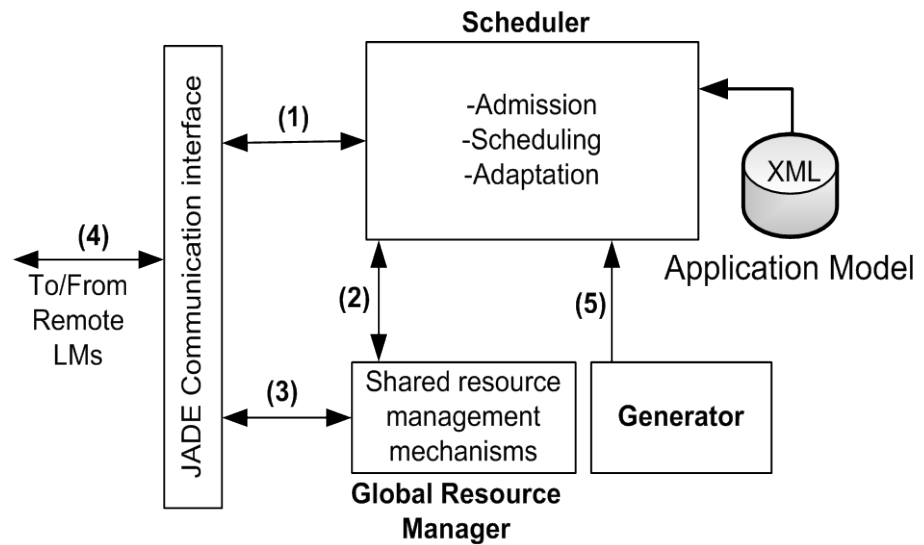 Scheduler
-Admission
-Scheduling
-Adaptation
XML
Application Model
JADE Communication interface
(1)
(2)
(3)
(4)
To/From
Remote
LMs
(5)
Shared resource
management
mechanisms
Global Resource
Manager
Generator